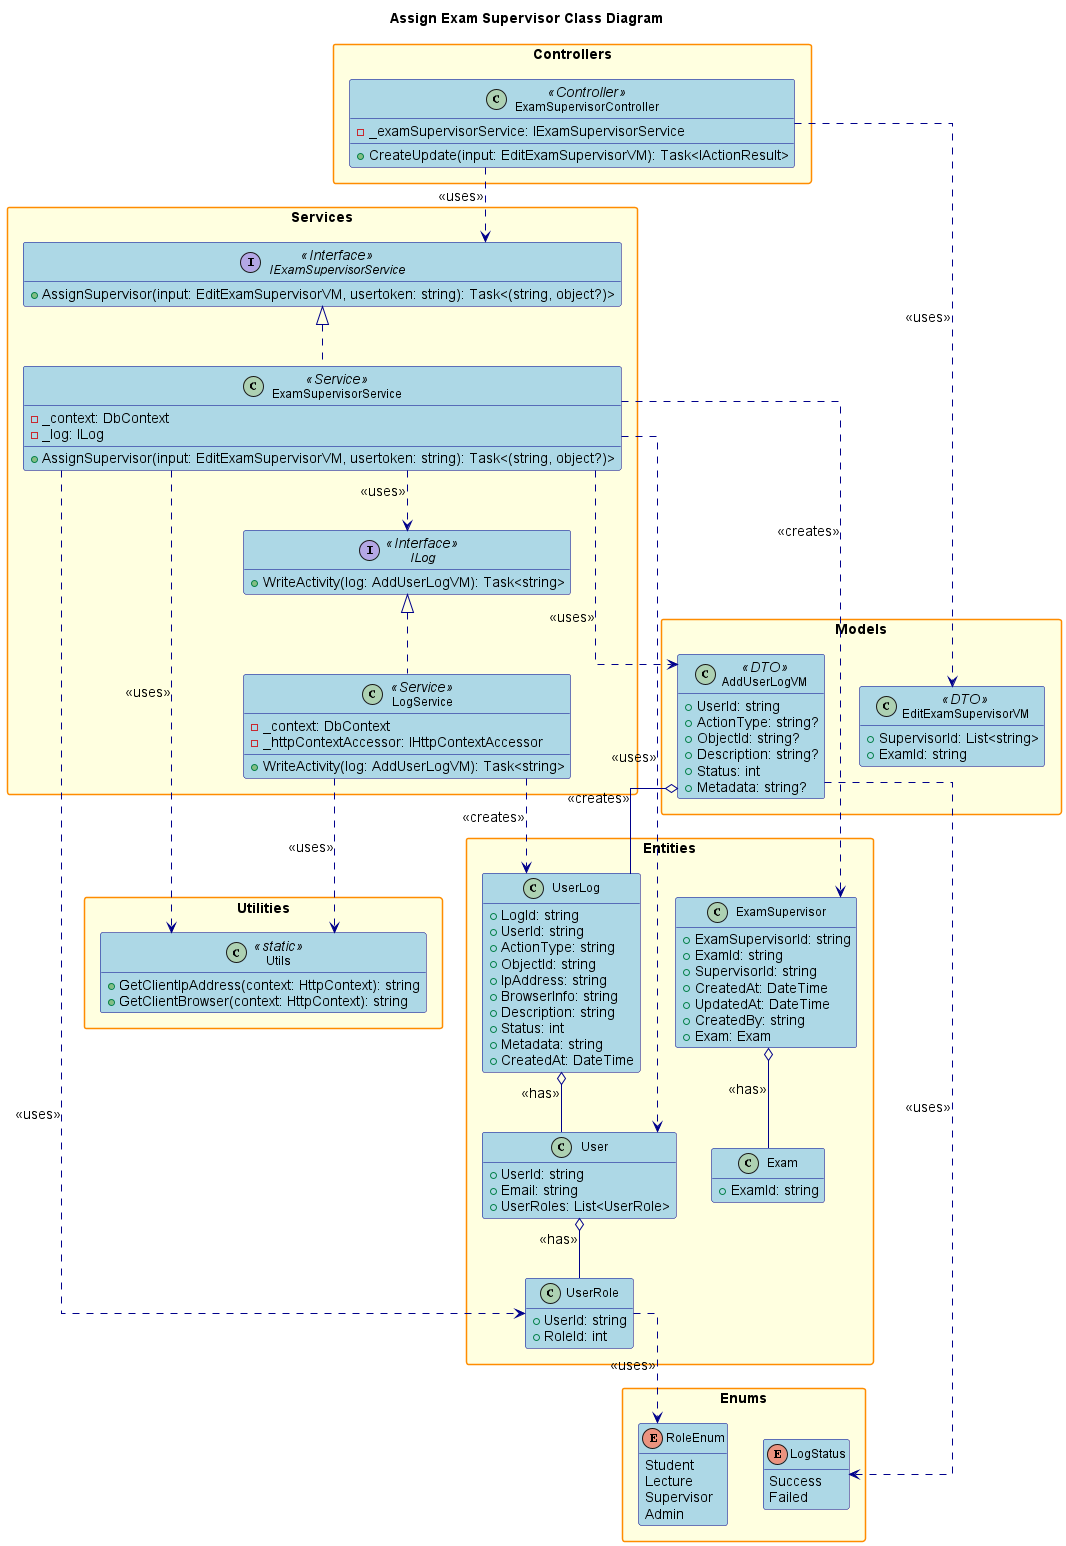 Assign Exam Supervisor Class Diagram
Controllers
C
«Controller»
ExamSupervisorController
_examSupervisorService: IExamSupervisorService
CreateUpdate(input: EditExamSupervisorVM): Task<IActionResult>
«uses»
«uses»
Services
I
«Interface»
IExamSupervisorService
AssignSupervisor(input: EditExamSupervisorVM, usertoken: string): Task<(string, object?)>
C
«Service»
ExamSupervisorService
_context: DbContext
_log: ILog
AssignSupervisor(input: EditExamSupervisorVM, usertoken: string): Task<(string, object?)>
«uses»
«creates»
I
«Interface»
ILog
WriteActivity(log: AddUserLogVM): Task<string>
«uses»
C
«Service»
LogService
_context: DbContext
_httpContextAccessor: IHttpContextAccessor
WriteActivity(log: AddUserLogVM): Task<string>
«uses»
«uses»
Models
C
«DTO»
AddUserLogVM
UserId: string
ActionType: string?
ObjectId: string?
Description: string?
Status: int
Metadata: string?
C
«DTO»
EditExamSupervisorVM
SupervisorId: List<string>
ExamId: string
«creates»
«creates»
«uses»
Entities
C
UserLog
LogId: string
UserId: string
ActionType: string
ObjectId: string
IpAddress: string
BrowserInfo: string
Description: string
Status: int
Metadata: string
CreatedAt: DateTime
C
ExamSupervisor
ExamSupervisorId: string
ExamId: string
SupervisorId: string
CreatedAt: DateTime
UpdatedAt: DateTime
CreatedBy: string
Exam: Exam
Utilities
C
«static»
Utils
GetClientIpAddress(context: HttpContext): string
GetClientBrowser(context: HttpContext): string
«has»
«has»
«uses»
«uses»
C
User
UserId: string
Email: string
UserRoles: List<UserRole>
C
Exam
ExamId: string
«has»
C
UserRole
UserId: string
RoleId: int
«uses»
Enums
E
RoleEnum
Student
Lecture
Supervisor
Admin
E
LogStatus
Success
Failed